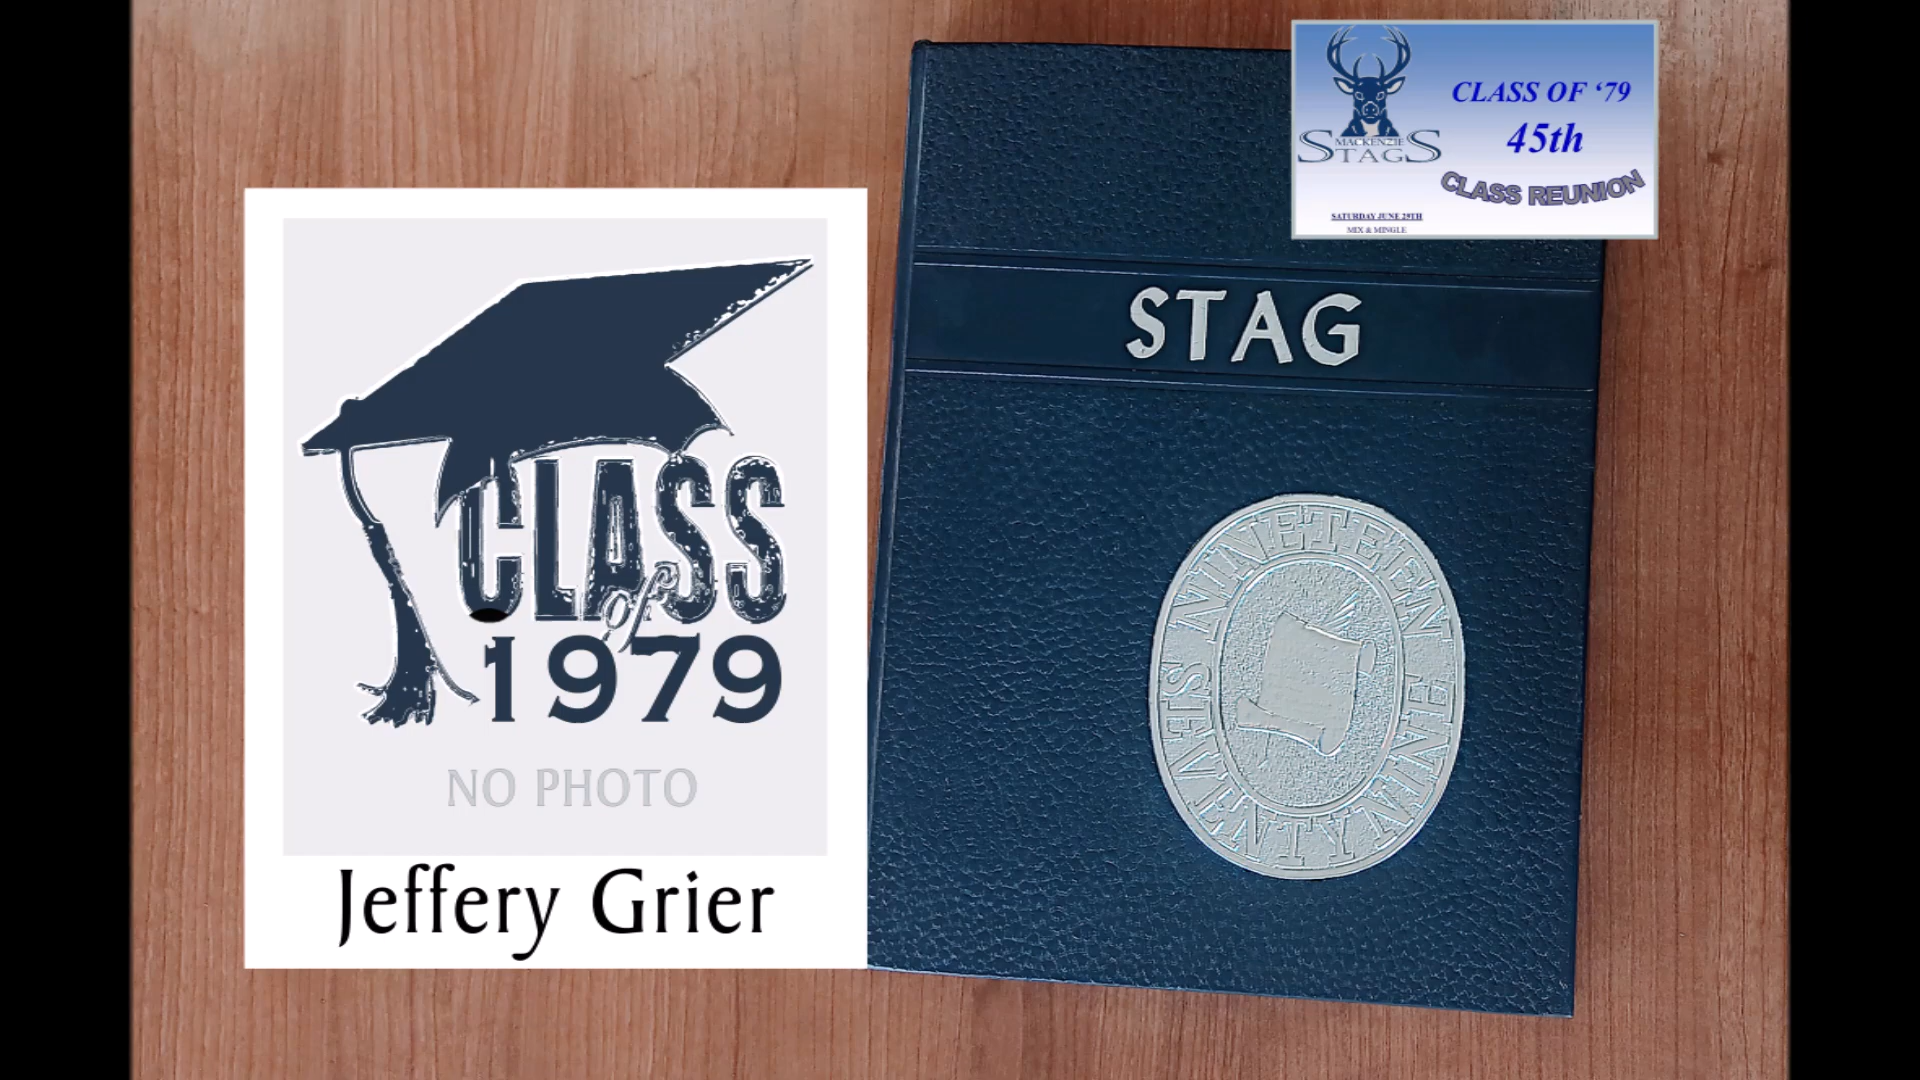 CLASS
of
1979
NO PHOTO
Jeffery Grier
STAG
NINETEEN SEVENTY NINE
MACKENZIE
STAGS
CLASS OF ‘79
45th
CLASS REUNION
SATURDAY JUNE 29TH
MIX & MINGLE